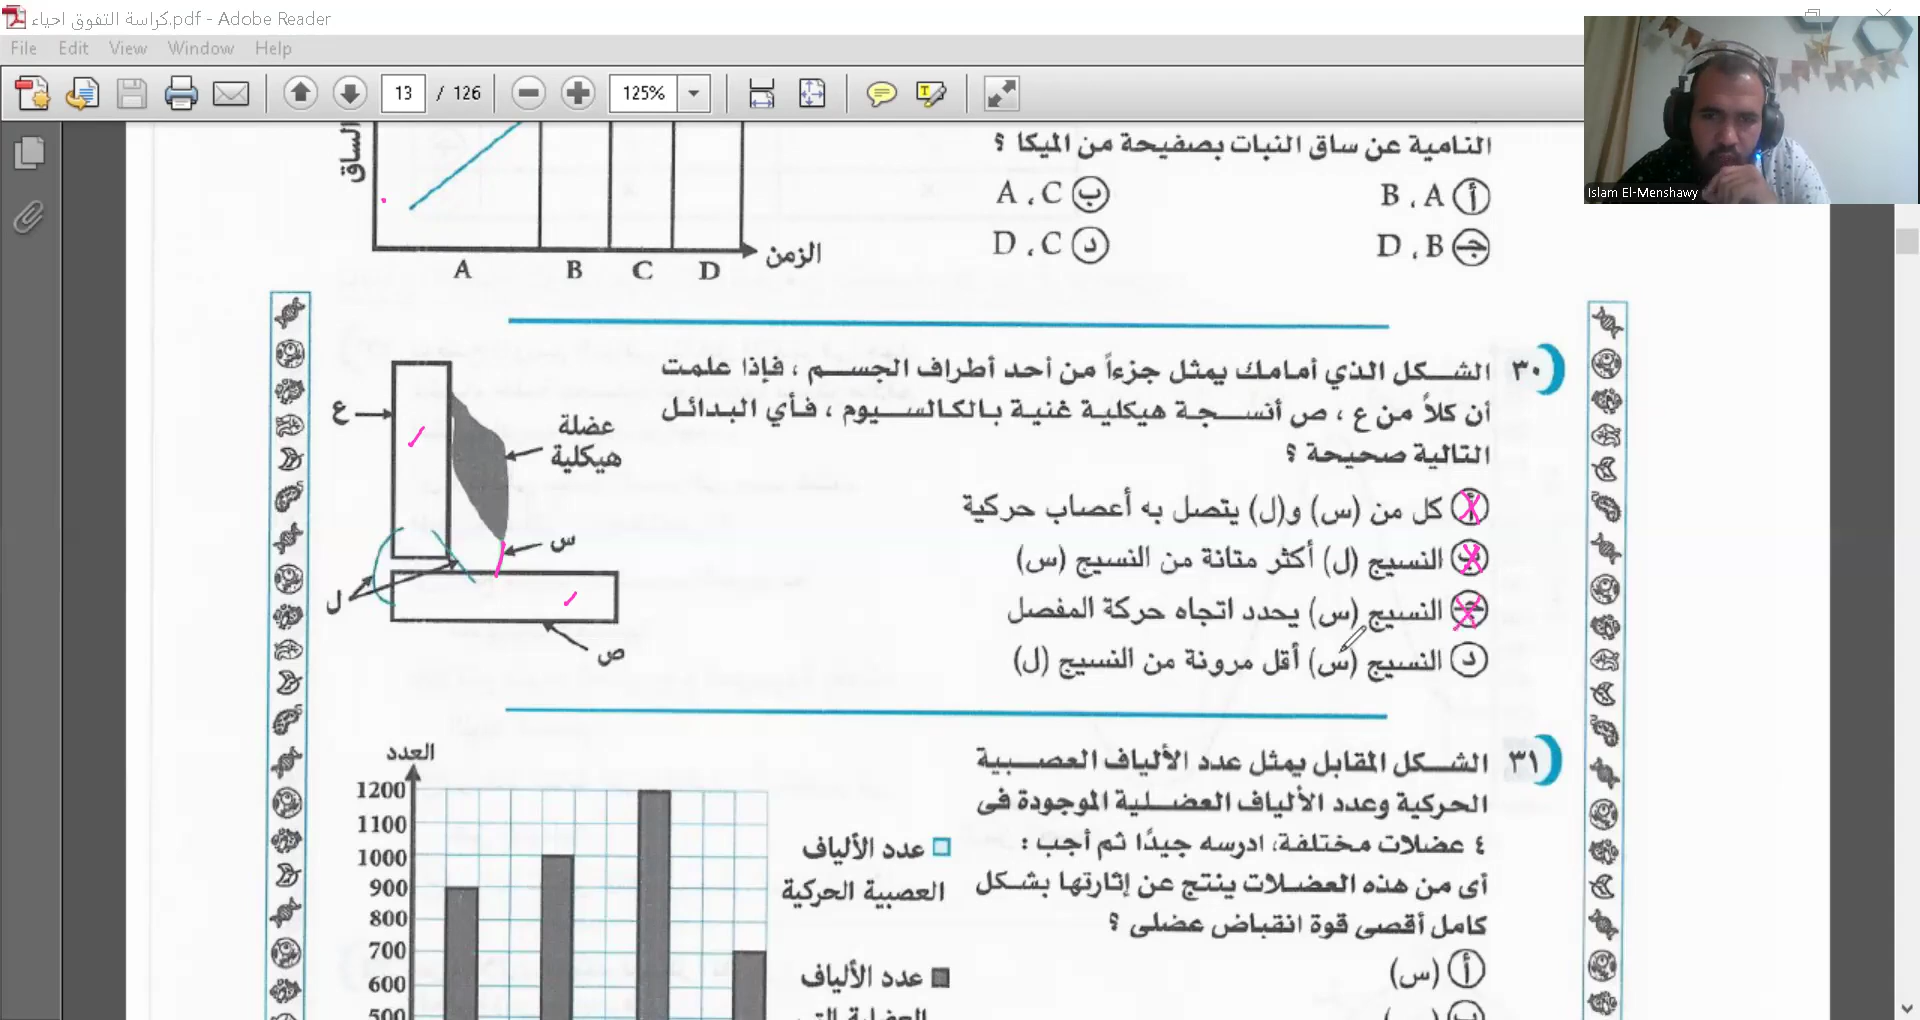 كراسة التفوق احياء.pdf - Adobe Reader
File Edit View Window Help
13 / 126 125%
Islam El-Menshawy
النامية عن ساق النبات بصفيحة من الميكا ؟
أ B ، A
ب A ، C
جـ D ، B
د D ، C
الساق
A B C D
الزمن
٣٠
الشكل الذي أمامك يمثل جزءاً من أحد أطراف الجسم ، فإذا علمت
أن كلاً من ع ، ص أنسجة هيكلية غنية بالكالسيوم ، فأي البدائل
التالية صحيحة ؟
أ كل من (س) و(ل) يتصل به أعصاب حركية
ب النسيج (ل) أكثر متانة من النسيج (س)
جـ النسيج (س) يحدد اتجاه حركة المفصل
د النسيج (س) أقل مرونة من النسيج (ل)
ع
عضلة
هيكلية
س
ل
ص
٣١
الشكل المقابل يمثل عدد الألياف العصبية
الحركية وعدد الألياف العضلية الموجودة فى
٤ عضلات مختلفة، ادرسه جيدًا ثم أجب :
أى من هذه العضلات ينتج عن إثارتها بشكل
كامل أقصى قوة انقباض عضلى ؟
أ (س)
العدد
1200
1100
1000
900
800
700
600
500
عدد الألياف
العصبية الحركية
عدد الألياف